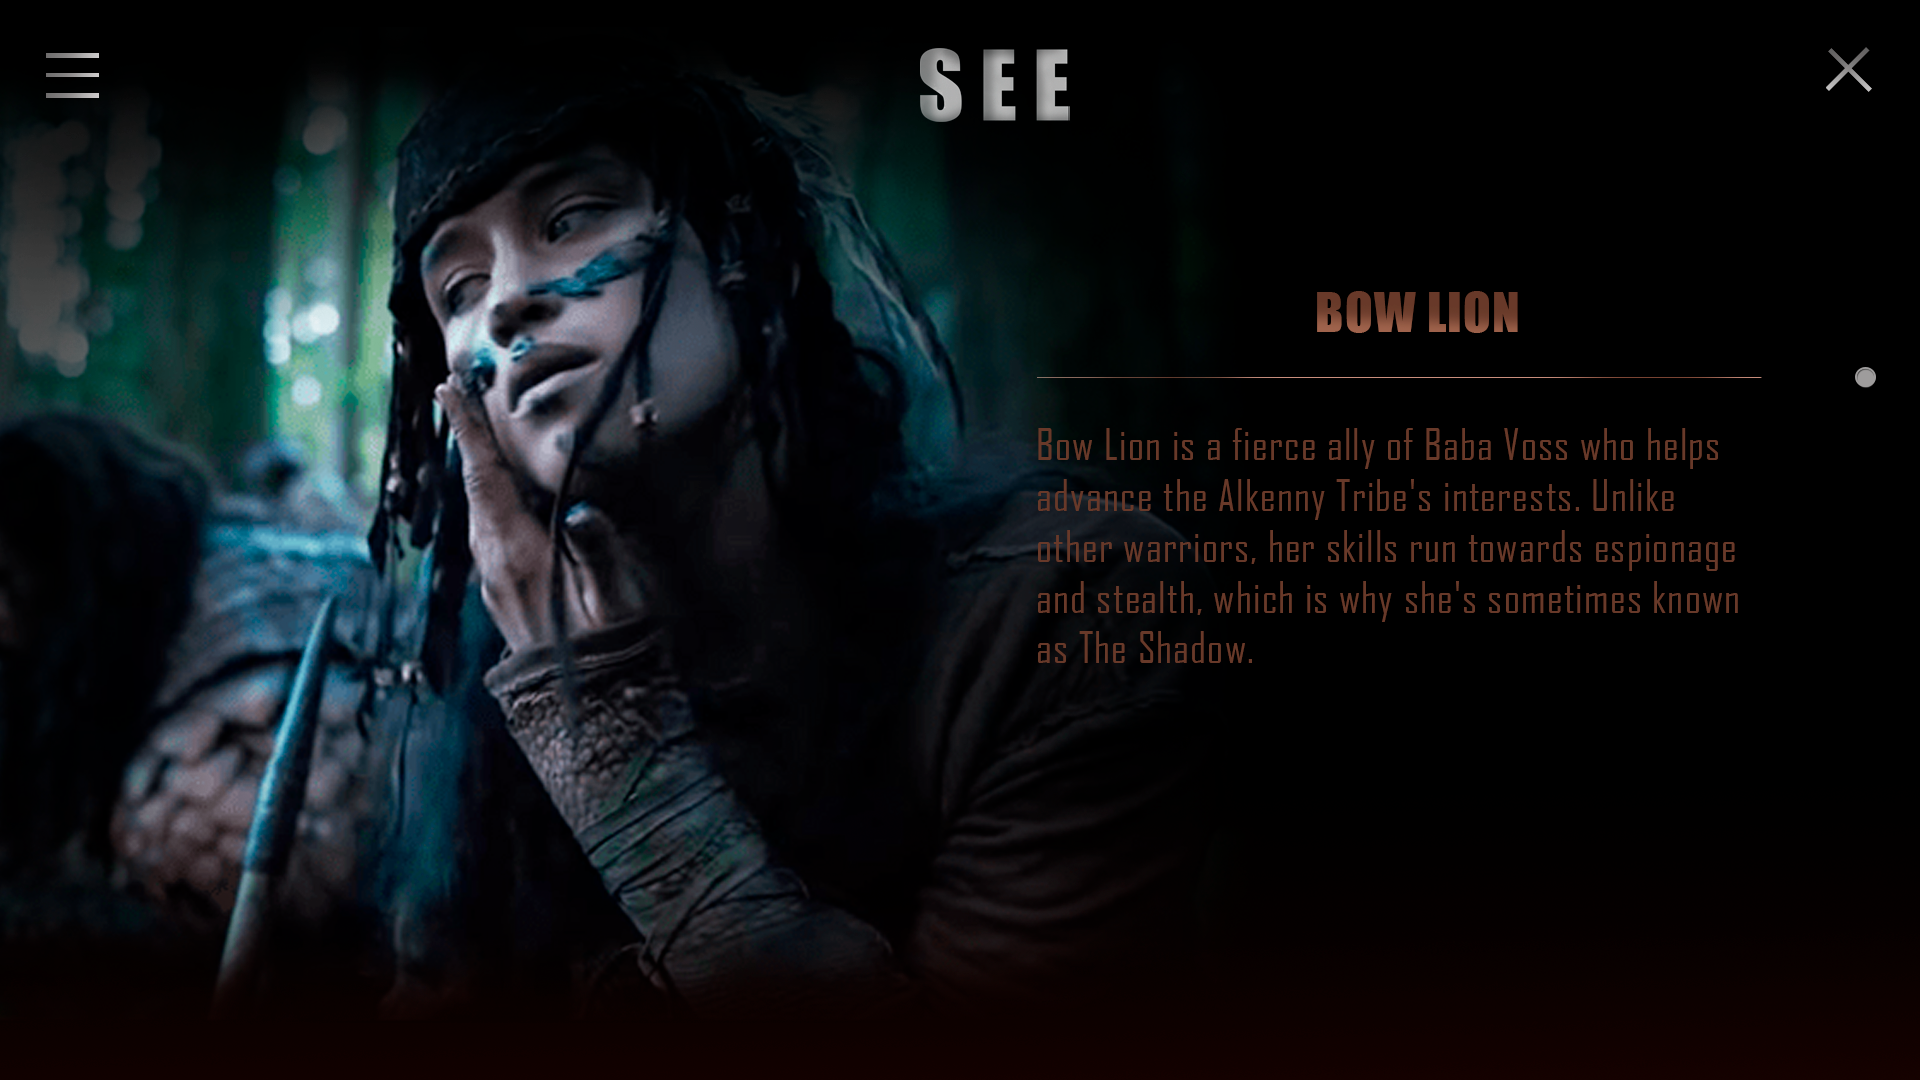 SEE
BOW LION
Bow Lion is a fierce ally of Baba Voss who helps
advance the Alkenny Tribe's interests. Unlike
other warriors, her skills run towards espionage
and stealth, which is why she's sometimes known
as The Shadow.